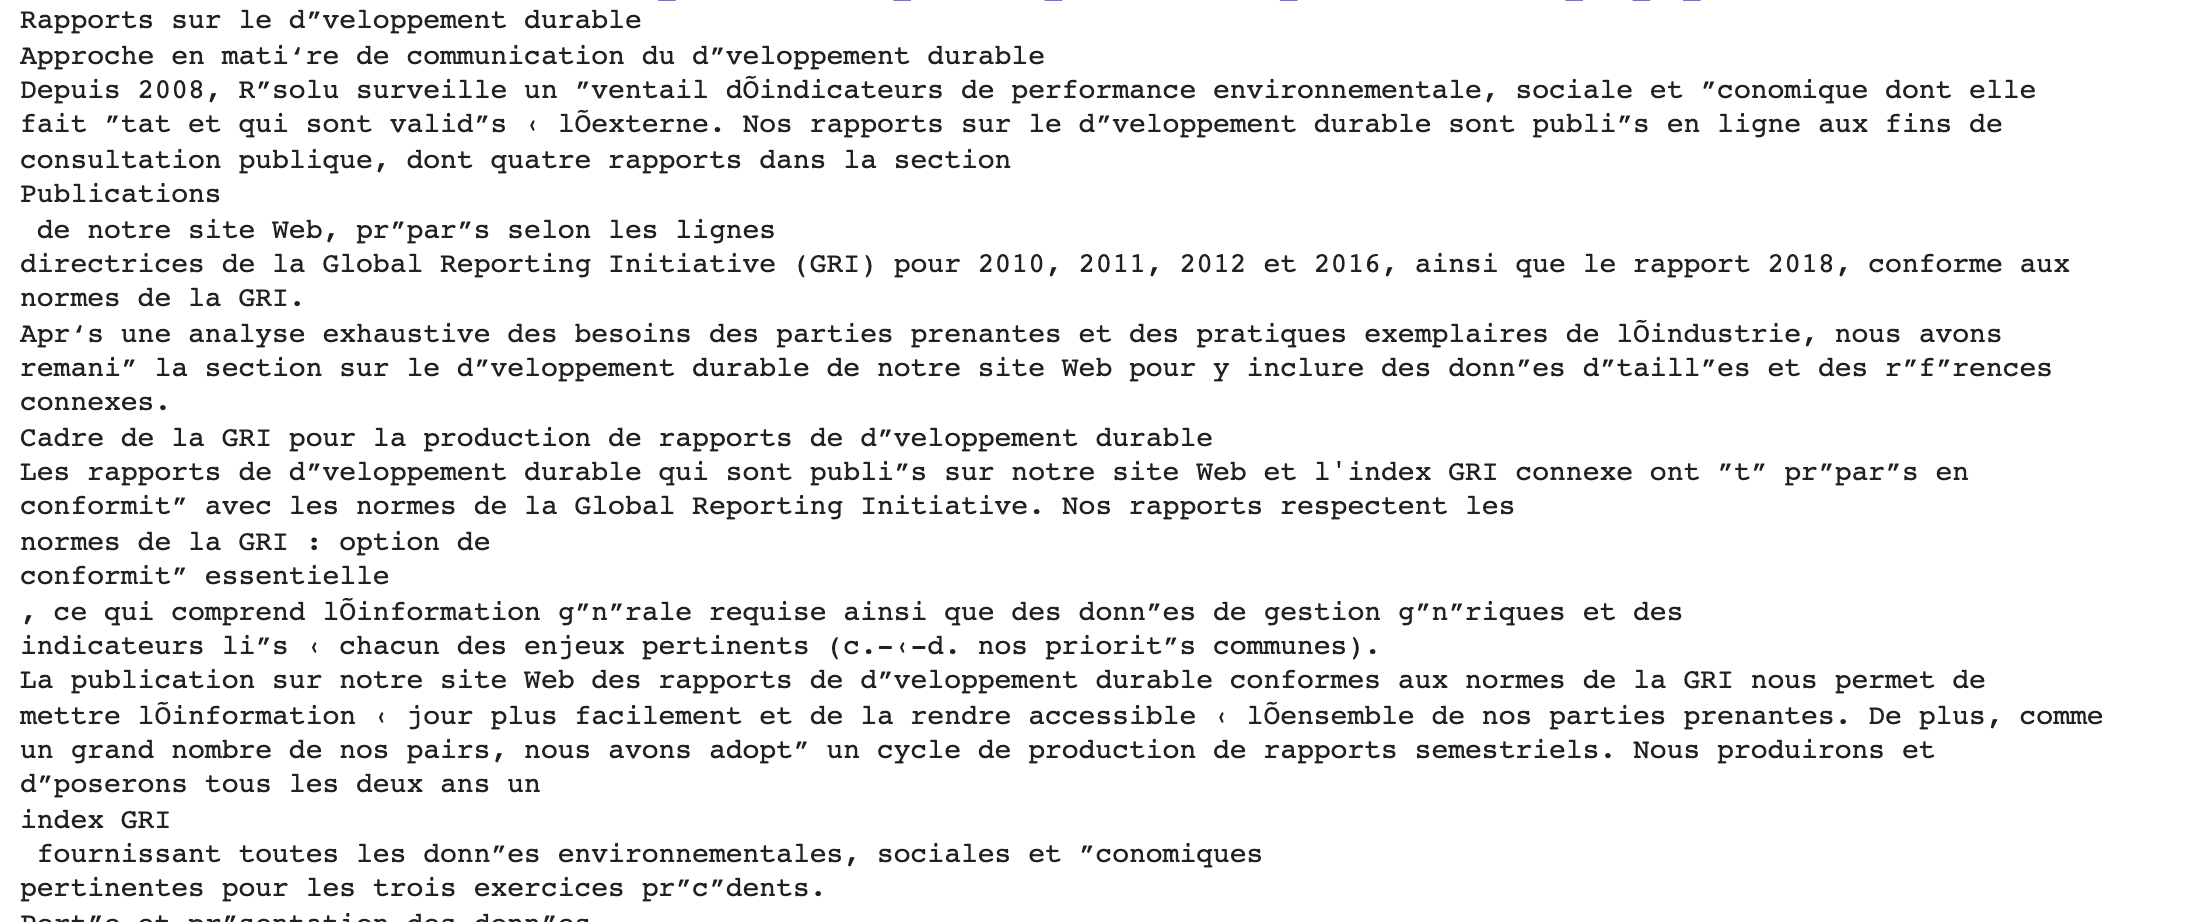 Rapports sur le d”veloppement durable
Approche en mati‘re de communication du d”veloppement durable
Depuis 2008, R”solu surveille un ”ventail dÕindicateurs de performance environnementale, sociale et ”conomique dont elle
fait ”tat et qui sont valid”s ‹ lÕexterne. Nos rapports sur le d”veloppement durable sont publi”s en ligne aux fins de
consultation publique, dont quatre rapports dans la section
Publications
 de notre site Web, pr”par”s selon les lignes
directrices de la Global Reporting Initiative (GRI) pour 2010, 2011, 2012 et 2016, ainsi que le rapport 2018, conforme aux
normes de la GRI.
Apr‘s une analyse exhaustive des besoins des parties prenantes et des pratiques exemplaires de lÕindustrie, nous avons
remani” la section sur le d”veloppement durable de notre site Web pour y inclure des donn”es d”taill”es et des r”f”rences
connexes.
Cadre de la GRI pour la production de rapports de d”veloppement durable
Les rapports de d”veloppement durable qui sont publi”s sur notre site Web et l'index GRI connexe ont ”t” pr”par”s en
conformit” avec les normes de la Global Reporting Initiative. Nos rapports respectent les
normes de la GRI : option de
conformit” essentielle
, ce qui comprend lÕinformation g”n”rale requise ainsi que des donn”es de gestion g”n”riques et des
indicateurs li”s ‹ chacun des enjeux pertinents (c.-‹-d. nos priorit”s communes).
La publication sur notre site Web des rapports de d”veloppement durable conformes aux normes de la GRI nous permet de
mettre lÕinformation ‹ jour plus facilement et de la rendre accessible ‹ lÕensemble de nos parties prenantes. De plus, comme
un grand nombre de nos pairs, nous avons adopt” un cycle de production de rapports semestriels. Nous produirons et
d”poserons tous les deux ans un
index GRI
 fournissant toutes les donn”es environnementales, sociales et ”conomiques
pertinentes pour les trois exercices pr”c”dents.
Port”e et pr”sentation des donn”es